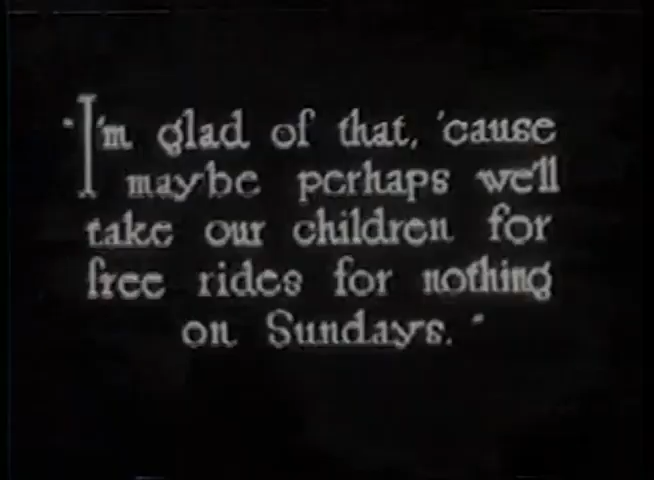 "I'm glad of that, 'cause
maybe perhaps we'll
take our children for
free rides for nothing
on Sundays."